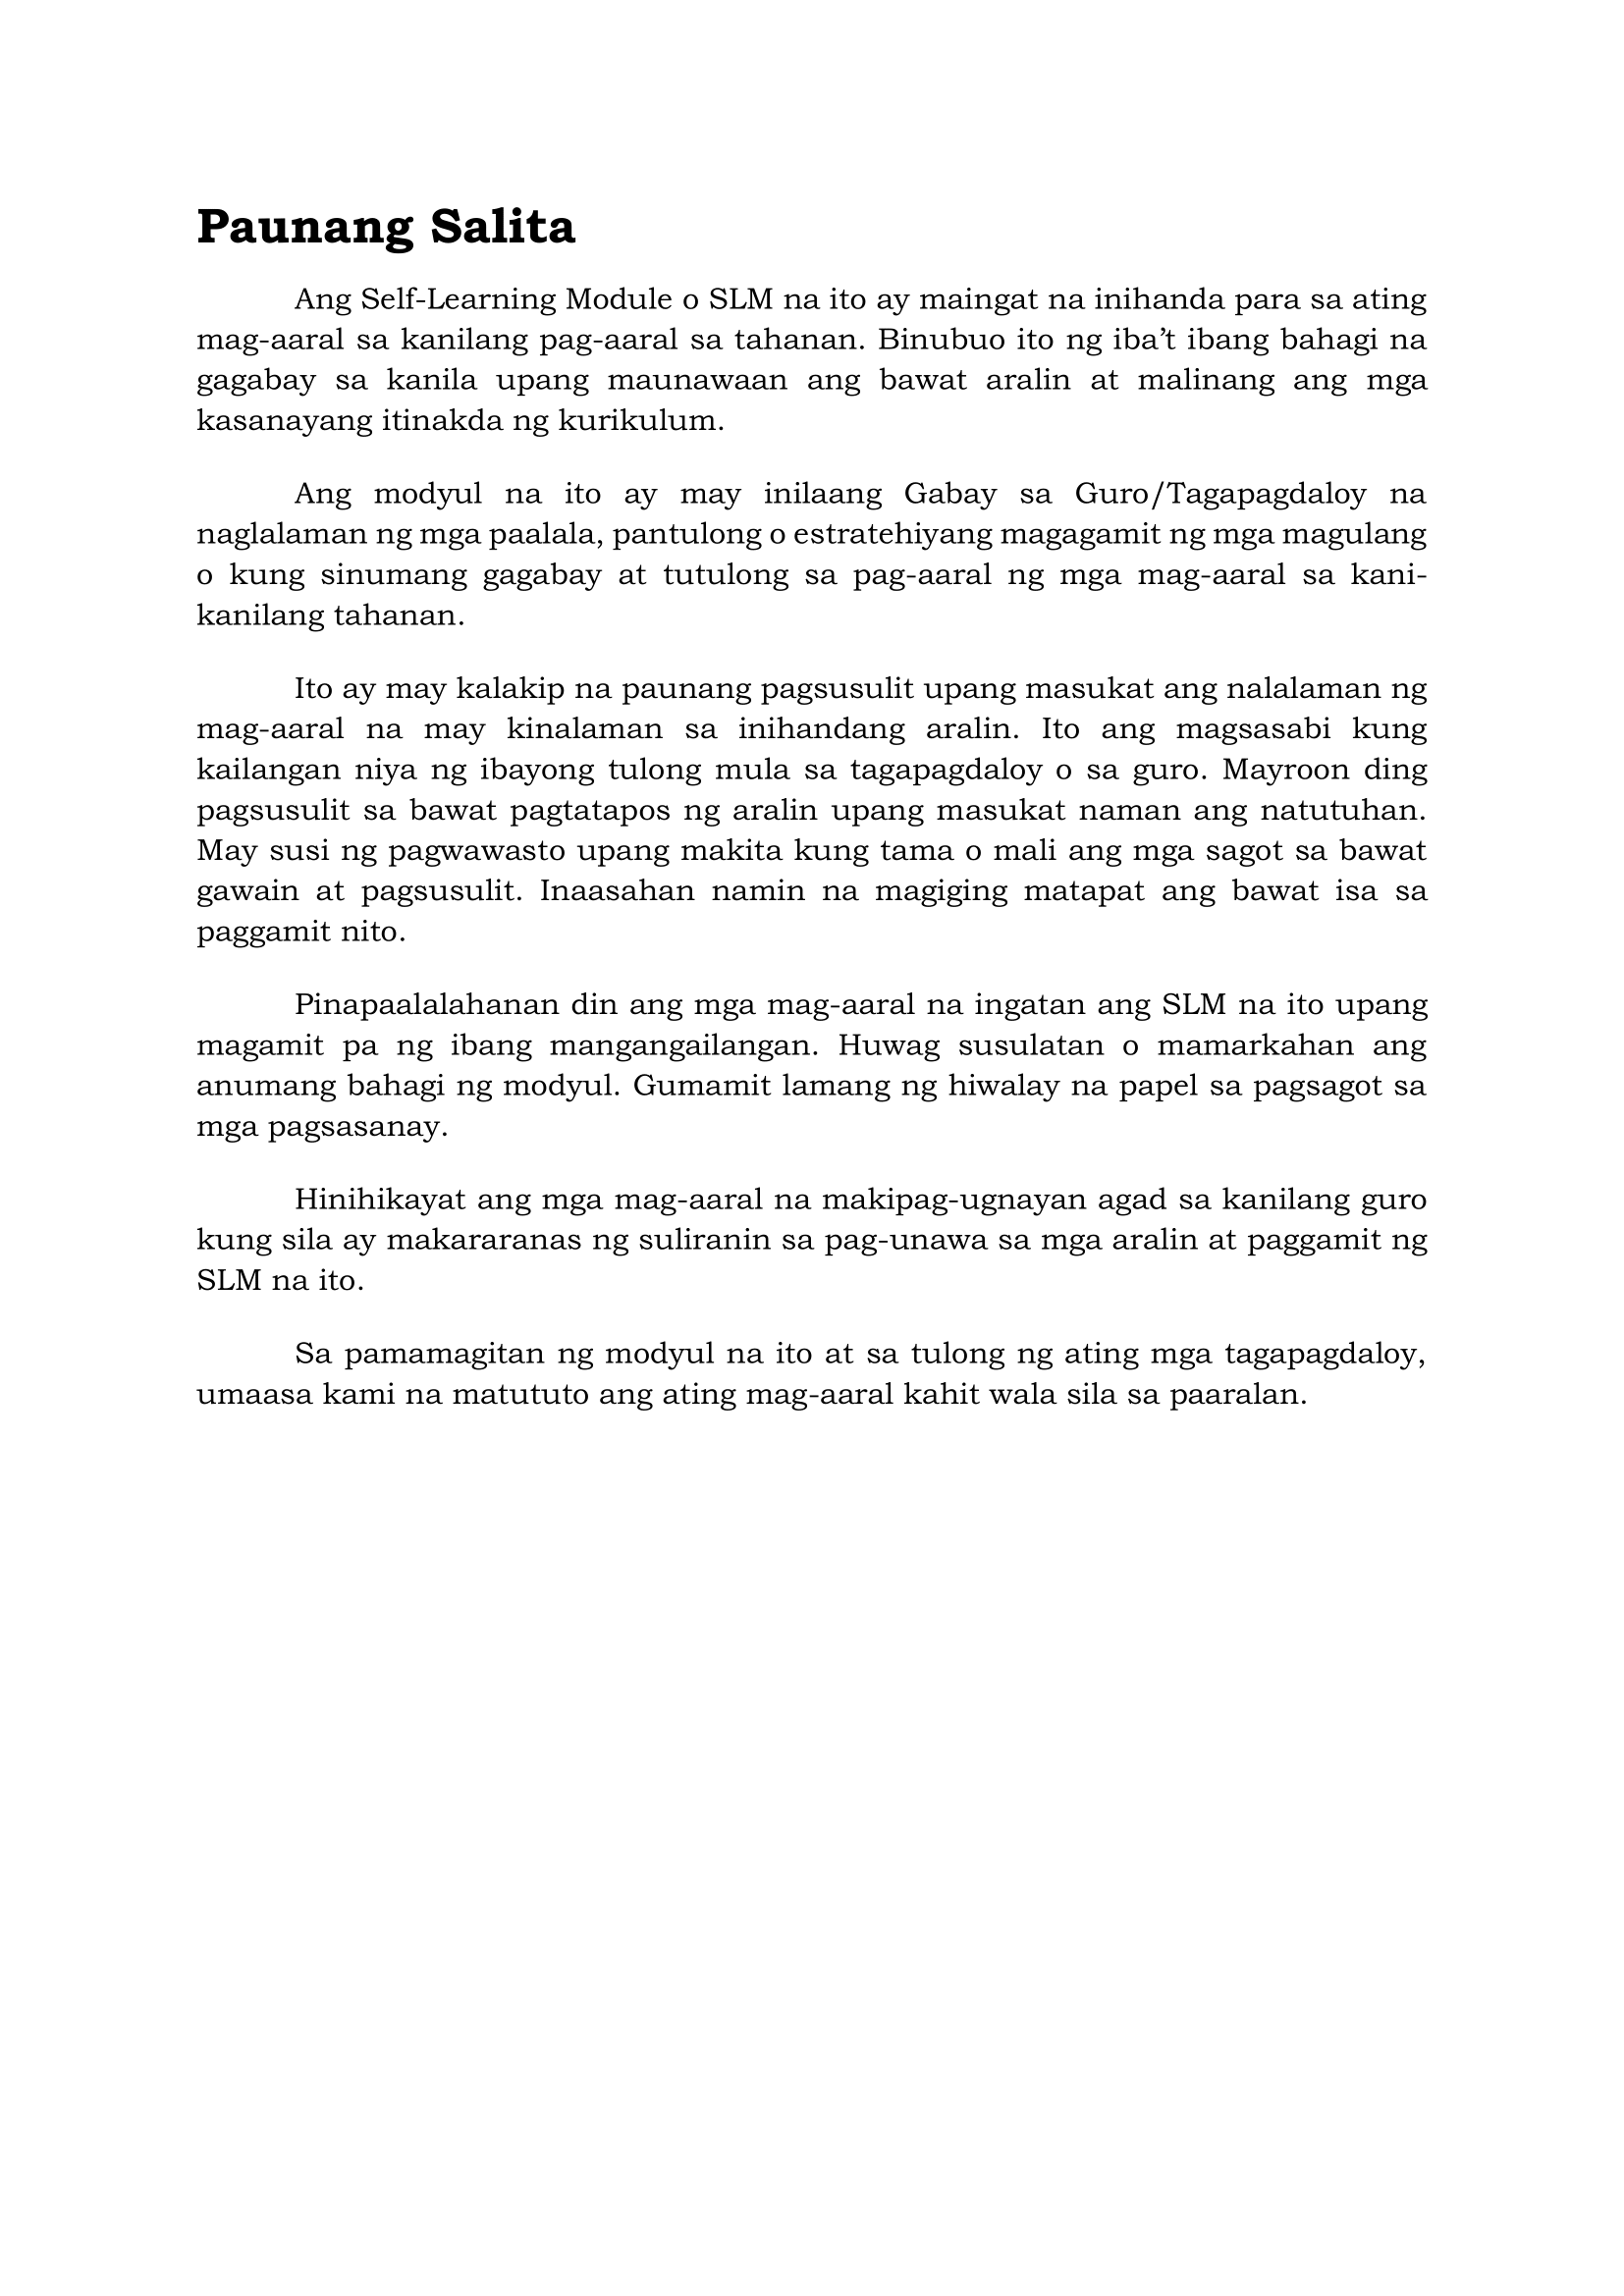 Paunang Salita
Ang Self-Learning Module o SLM na ito ay maingat na inihanda para sa ating
mag-aaral sa kanilang pag-aaral sa tahanan. Binubuo ito ng iba’t ibang bahagi na
gagabay sa kanila upang maunawaan ang bawat aralin at malinang ang mga
kasanayang itinakda ng kurikulum.
Ang modyul na ito ay may inilaang Gabay sa Guro/Tagapagdaloy na
naglalaman ng mga paalala, pantulong o estratehiyang magagamit ng mga magulang
o kung sinumang gagabay at tutulong sa pag-aaral ng mga mag-aaral sa kani-
kanilang tahanan.
Ito ay may kalakip na paunang pagsusulit upang masukat ang nalalaman ng
mag-aaral na may kinalaman sa inihandang aralin. Ito ang magsasabi kung
kailangan niya ng ibayong tulong mula sa tagapagdaloy o sa guro. Mayroon ding
pagsusulit sa bawat pagtatapos ng aralin upang masukat naman ang natutuhan.
May susi ng pagwawasto upang makita kung tama o mali ang mga sagot sa bawat
gawain at pagsusulit. Inaasahan namin na magiging matapat ang bawat isa sa
paggamit nito.
Pinapaalalahanan din ang mga mag-aaral na ingatan ang SLM na ito upang
magamit pa ng ibang mangangailangan. Huwag susulatan o mamarkahan ang
anumang bahagi ng modyul. Gumamit lamang ng hiwalay na papel sa pagsagot sa
mga pagsasanay.
Hinihikayat ang mga mag-aaral na makipag-ugnayan agad sa kanilang guro
kung sila ay makararanas ng suliranin sa pag-unawa sa mga aralin at paggamit ng
SLM na ito.
Sa pamamagitan ng modyul na ito at sa tulong ng ating mga tagapagdaloy,
umaasa kami na matututo ang ating mag-aaral kahit wala sila sa paaralan.